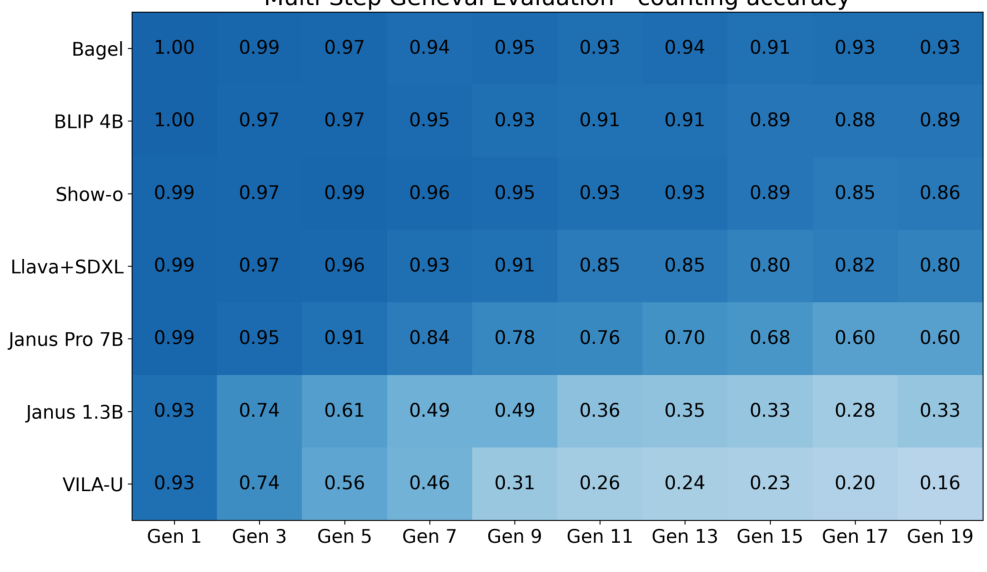 Multi-Step Geneval Evaluation - counting accuracy
Bagel 1.00 0.99 0.97 0.94 0.95 0.93 0.94 0.91 0.93 0.93
BLIP 4B 1.00 0.97 0.97 0.95 0.93 0.91 0.91 0.89 0.88 0.89
Show-o 0.99 0.97 0.99 0.96 0.95 0.93 0.93 0.89 0.85 0.86
Llava+SDXL 0.99 0.97 0.96 0.93 0.91 0.85 0.85 0.80 0.82 0.80
Janus Pro 7B 0.99 0.95 0.91 0.84 0.78 0.76 0.70 0.68 0.60 0.60
Janus 1.3B 0.93 0.74 0.61 0.49 0.49 0.36 0.35 0.33 0.28 0.33
VILA-U 0.93 0.74 0.56 0.46 0.31 0.26 0.24 0.23 0.20 0.16
Gen 1 Gen 3 Gen 5 Gen 7 Gen 9 Gen 11 Gen 13 Gen 15 Gen 17 Gen 19